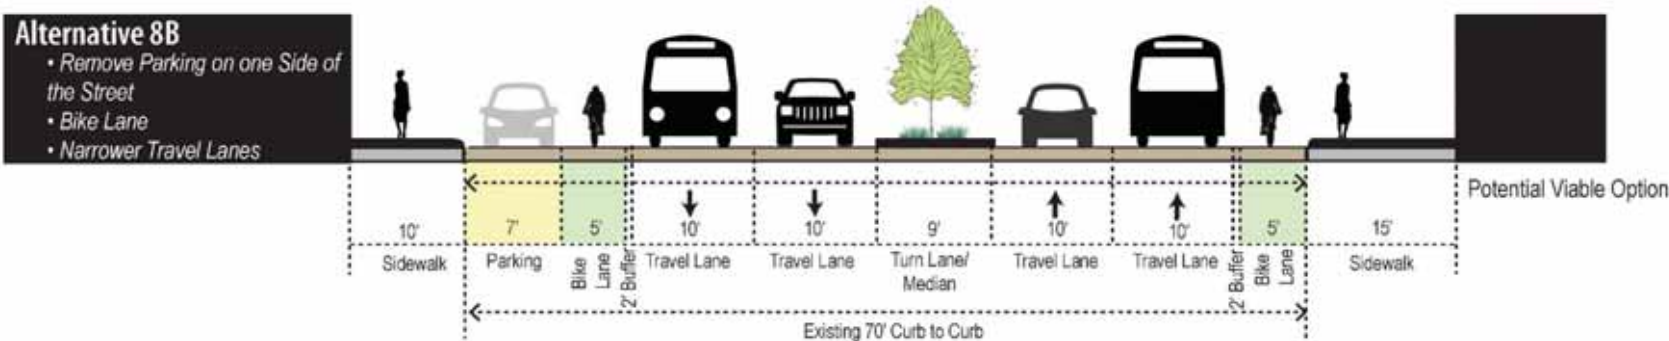 Alternative 8B
• Remove Parking on one Side of
the Street
• Bike Lane
• Narrower Travel Lanes
Potential Viable Option
10'
7'
5'
10'
10'
9'
10'
10'
5'
15'
Sidewalk
Parking
Bike
Lane
2' Buffer
Travel Lane
Travel Lane
Turn Lane/
Median
Travel Lane
Travel Lane
2' Buffer
Bike
Lane
Sidewalk
Existing 70' Curb to Curb